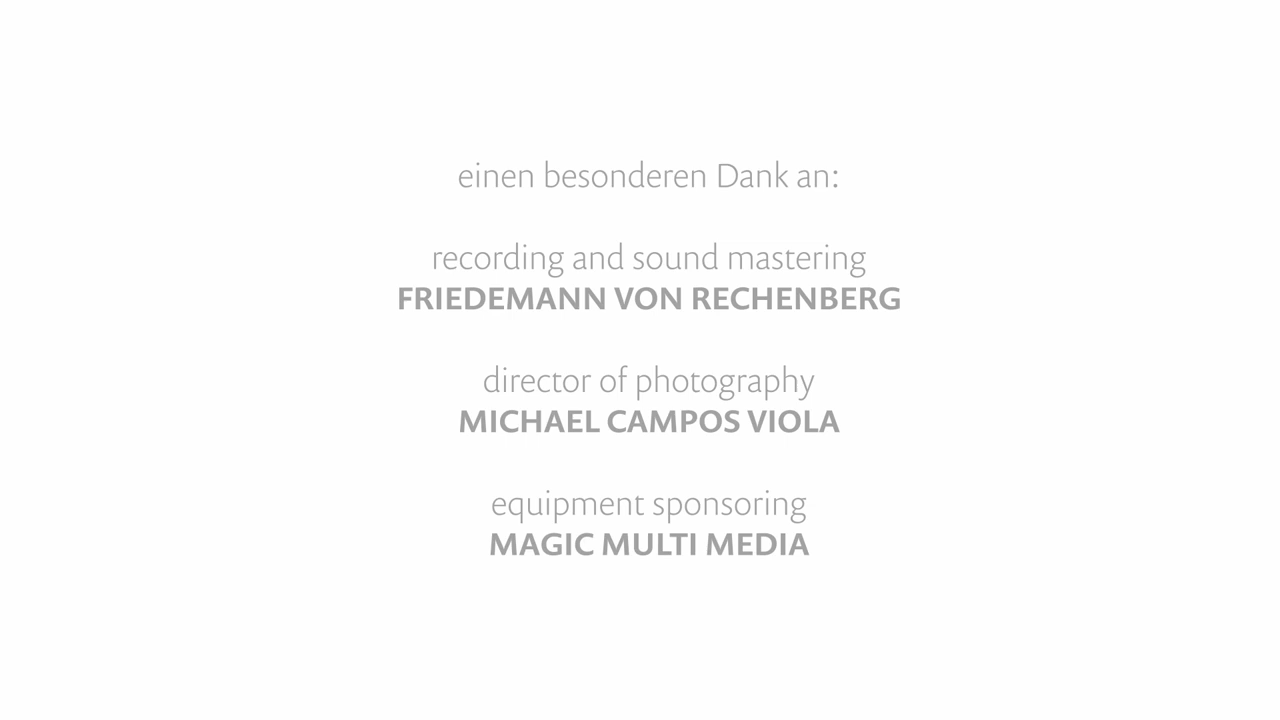 einen besonderen Dank an:
recording and sound mastering
FRIEDEMANN VON RECHENBERG
director of photography
MICHAEL CAMPOS VIOLA
equipment sponsoring
MAGIC MULTI MEDIA